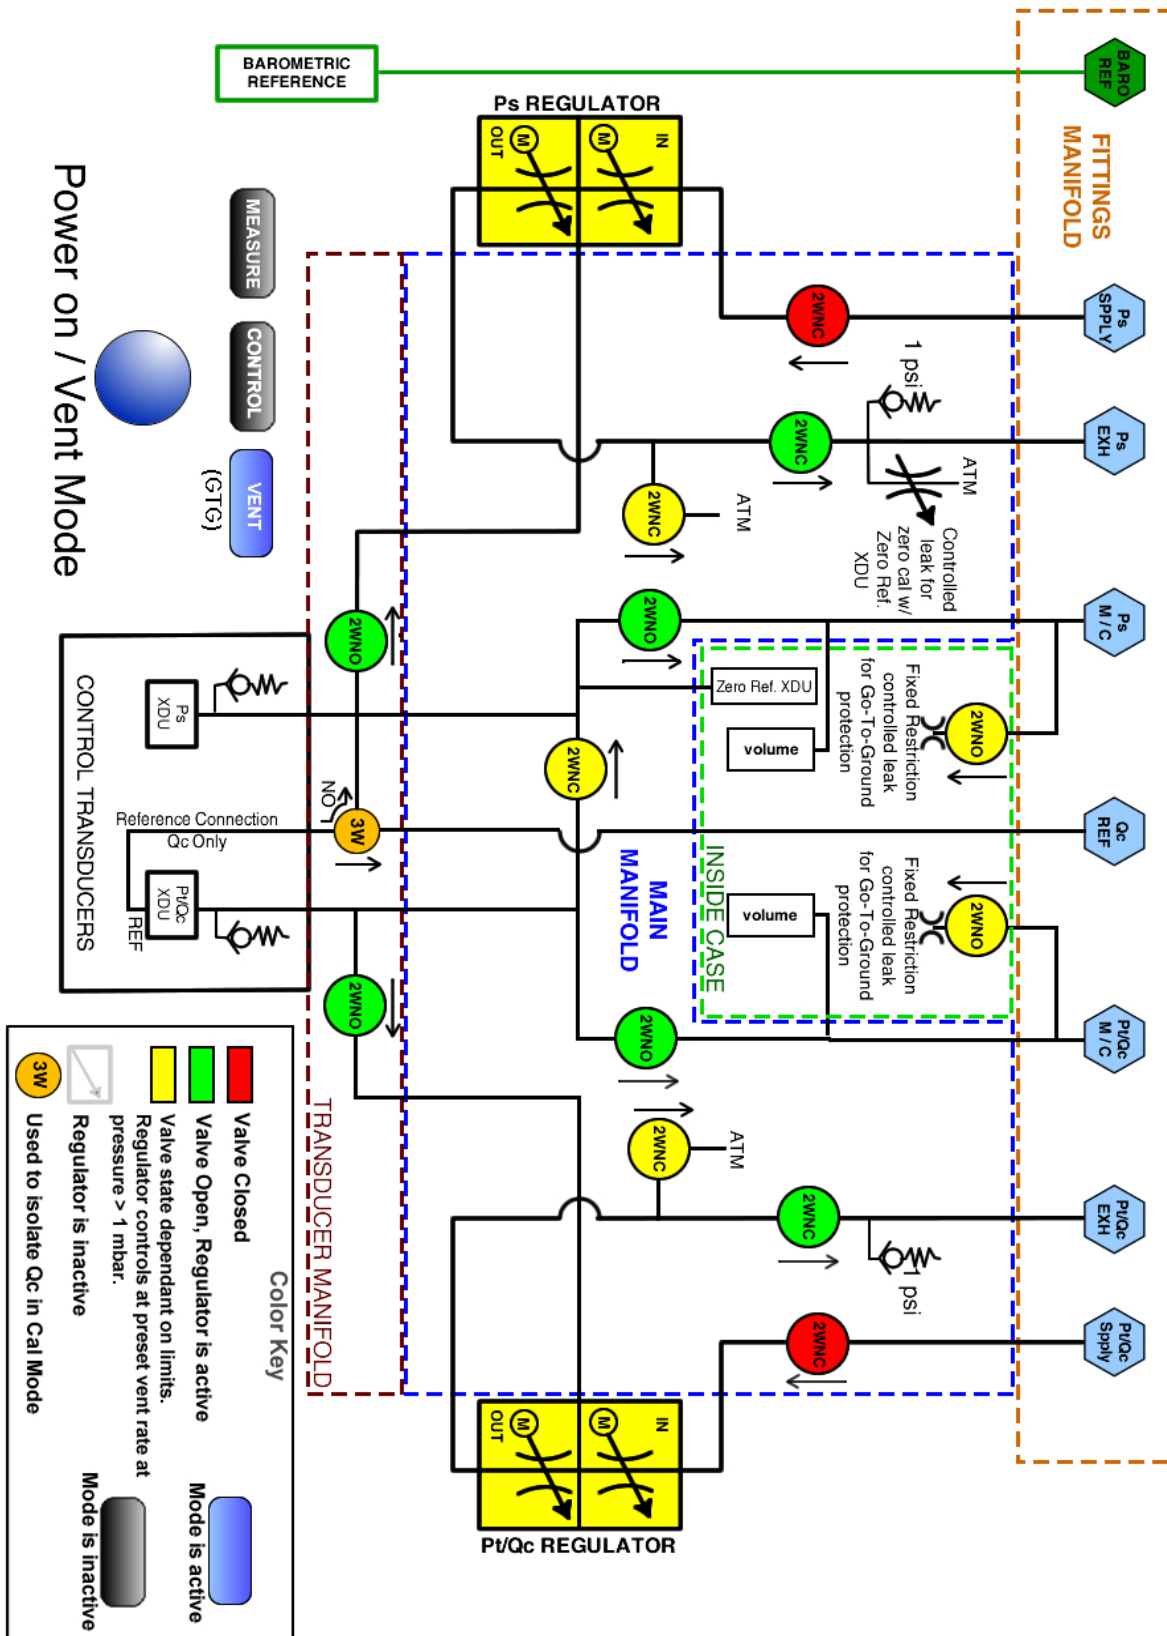 BAROMETRIC
REFERENCE
BARO
REF
FITTINGS
MANIFOLD
Ps REGULATOR
IN
OUT
M
M
Power on / Vent Mode
MEASURE
CONTROL
VENT
(GTG)
Ps
SPPLY
2WNC
1 psi
Ps
EXH
2WNC
ATM
2WNC
ATM
Controlled
leak for
zero cal w/
Zero Ref.
XDU
Ps
M / C
2WNO
2WNO
Zero Ref. XDU
volume
Fixed Restriction
controlled leak
for Go-To-Ground
protection
2WNO
CONTROL TRANSDUCERS
Ps
XDU
2WNC
NO
3W
Reference Connection
Qc Only
Pt/Qc
XDU
REF
Qc
REF
MAIN
MANIFOLD
INSIDE CASE
volume
Fixed Restriction
controlled leak
for Go-To-Ground
protection
2WNO
2WNO
2WNO
Pt/Qc
M / C
TRANSDUCER MANIFOLD
2WNC
ATM
2WNC
Pt/Qc
EXH
1 psi
2WNC
Pt/Qc
Spply
IN
OUT
M
M
Pt/Qc REGULATOR
Color Key
Valve Closed
Valve Open, Regulator is active
Valve state dependant on limits.
Regulator controls at preset vent rate at
pressure > 1 mbar.
Regulator is inactive
3W
Used to isolate Qc in Cal Mode
Mode is active
Mode is inactive